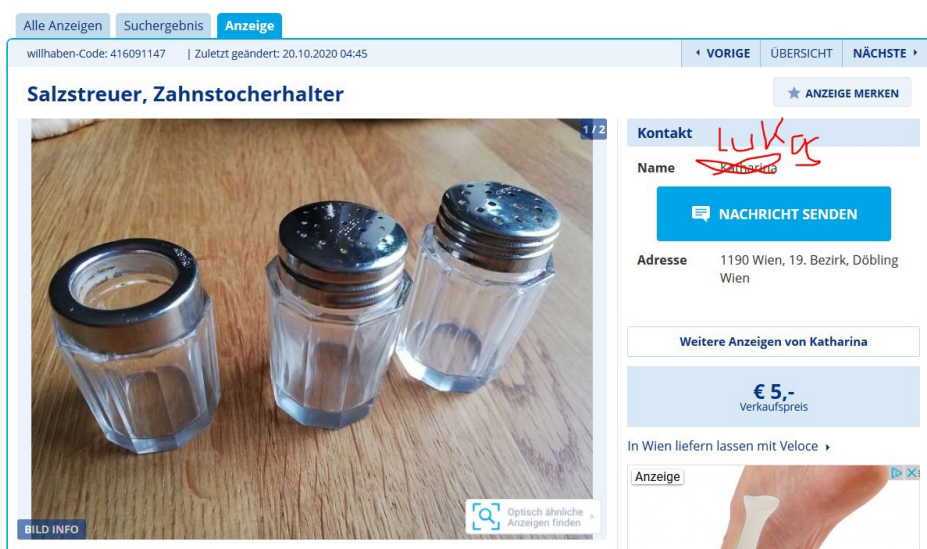 Alle Anzeigen Suchergebnis Anzeige
willhaben-Code: 416091147 | Zuletzt geändert: 20.10.2020 04:45
VORIGE ÜBERSICHT NÄCHSTE
Salzstreuer, Zahnstocherhalter
ANZEIGE MERKEN
1/2
Kontakt
Lukas
Name Katharina
NACHRICHT SENDEN
Adresse 1190 Wien, 19. Bezirk, Döbling
Wien
Weitere Anzeigen von Katharina
€ 5,-
Verkaufspreis
In Wien liefern lassen mit Veloce
Anzeige
Optisch ähnliche
Anzeigen finden
BILD INFO